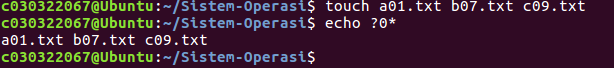 c030322067@Ubuntu:~/Sistem-Operasi$ touch a01.txt b07.txt c09.txt
c030322067@Ubuntu:~/Sistem-Operasi$ echo ?0*
a01.txt b07.txt c09.txt
c030322067@Ubuntu:~/Sistem-Operasi$